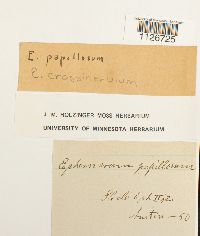 1126725
E. papillosum
E. crassinervium
J. M. HOLZINGER MOSS HERBARIUM
UNIVERSITY OF MINNESOTA HERBARIUM
Ephemerum papillosum
Austin - 50